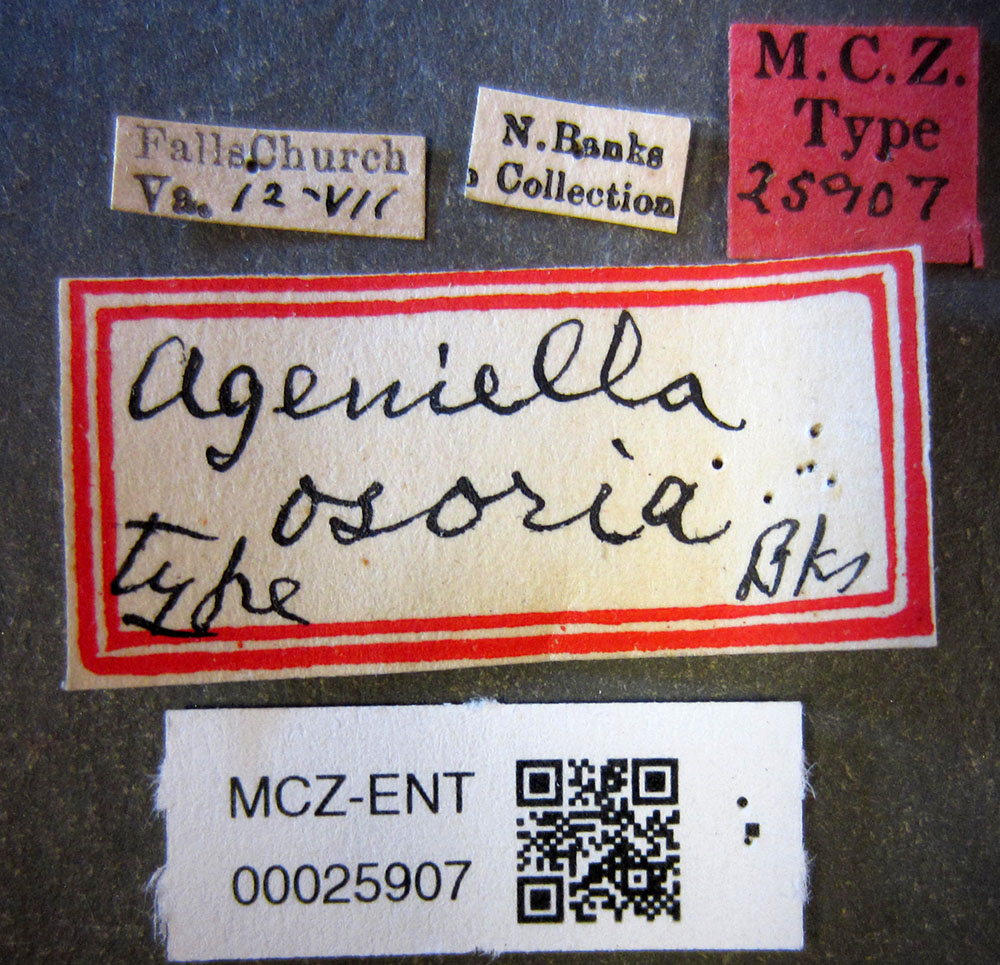 Falls Church
Va. 12-VII
N. Banks
Collection
M.C.Z.
Type
25907
Ageniella
osoria
type
Bks
MCZ-ENT
00025907